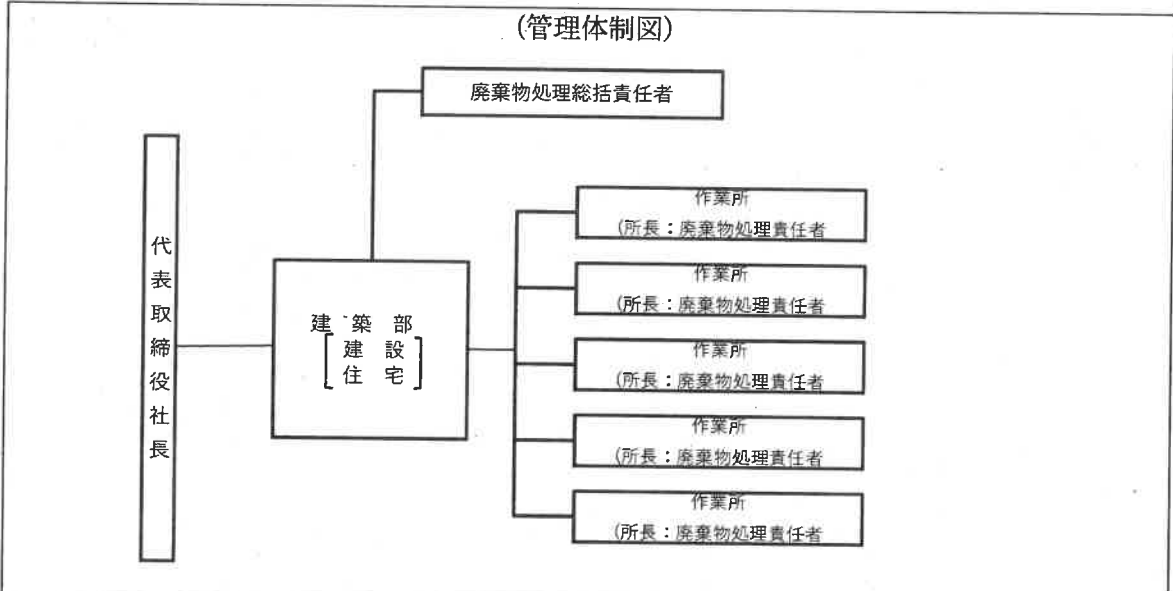 (管理体制図)
廃棄物処理総括責任者
代表取締役社長
建築部
建設
住宅
作業所
(所長：廃棄物処理責任者
作業所
(所長：廃棄物処理責任者
作業所
(所長：廃棄物処理責任者
作業所
(所長：廃棄物処理責任者
作業所
(所長：廃棄物処理責任者